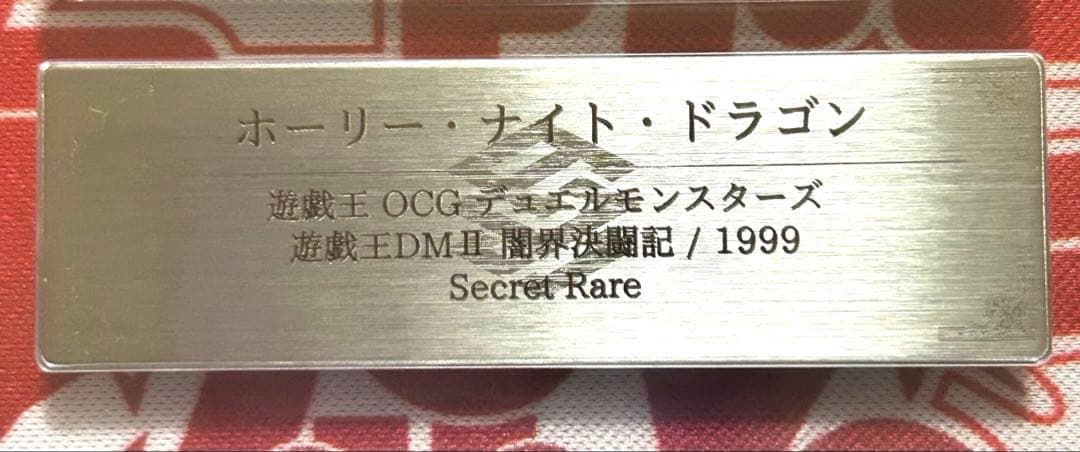 ホーリー・ナイト・ドラゴン
遊戯王 OCG デュエルモンスターズ
遊戯王DMⅡ 闇界決闘記 / 1999
Secret Rare